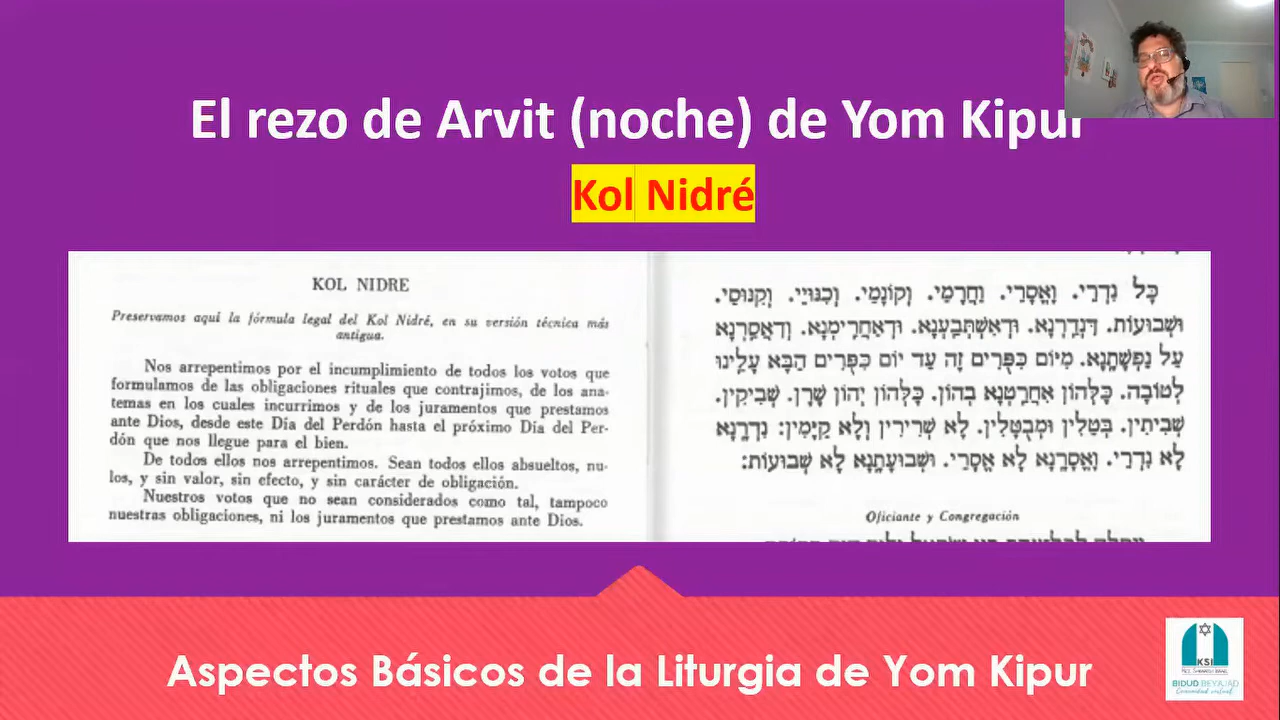 El rezo de Arvit (noche) de Yom Kipur
Kol Nidré
KOL NIDRE
Preservamos aquí la fórmula legal del Kol Nidré, en su versión técnica más
antigua.
Nos arrepentimos por el incumplimiento de todos los votos que
formulamos de las obligaciones rituales que contrajimos, de los ana-
temas en los cuales incurrimos y de los juramentos que prestamos
ante Dios, desde este Día del Perdón hasta el próximo Día del Per-
dón que nos llegue para el bien.
De todos ellos nos arrepentimos. Sean todos ellos absueltos, nu-
los, y sin valor, sin efecto, y sin carácter de obligación.
Nuestros votos que no sean considerados como tal, tampoco
nuestras obligaciones, ni los juramentos que prestamos ante Dios.
כָּל נִדְרֵי. וֶאֱסָרֵי. וַחֲרָמֵי. וְקוֹנָמֵי. וְכִנּוּיֵי. וְקִנּוּסֵי.
וּשְׁבוּעוֹת. דִּנְדַרְנָא. וּדְאִשְׁתְּבַעְנָא. וּדְאַחֲרֵימְנָא. וְדַאֲסַרְנָא
עַל נַפְשָׁתָנָא. מִיּוֹם כִּפֻּרִים זֶה עַד יוֹם כִּפֻּרִים הַבָּא עָלֵינוּ
לְטוֹבָה. כֻּלְּהוֹן אִחֲרַטְנָא בְהוֹן. כֻּלְּהוֹן יְהוֹן שָׁרָן. שְׁבִיקִין.
שְׁבִיתִין. בְּטֵלִין וּמְבֻטָּלִין. לָא שְׁרִירִין וְלָא קַיָּמִין: נִדְרָנָא
לָא נִדְרֵי. וֶאֱסָרָנָא לָא אֱסָרֵי. וּשְׁבוּעָתָנָא לָא שְׁבוּעוֹת:
Oficiante y Congregación
Aspectos Básicos de la Liturgia de Yom Kipur
KSI
BIDUD BEYAJAD
Comunidad virtual